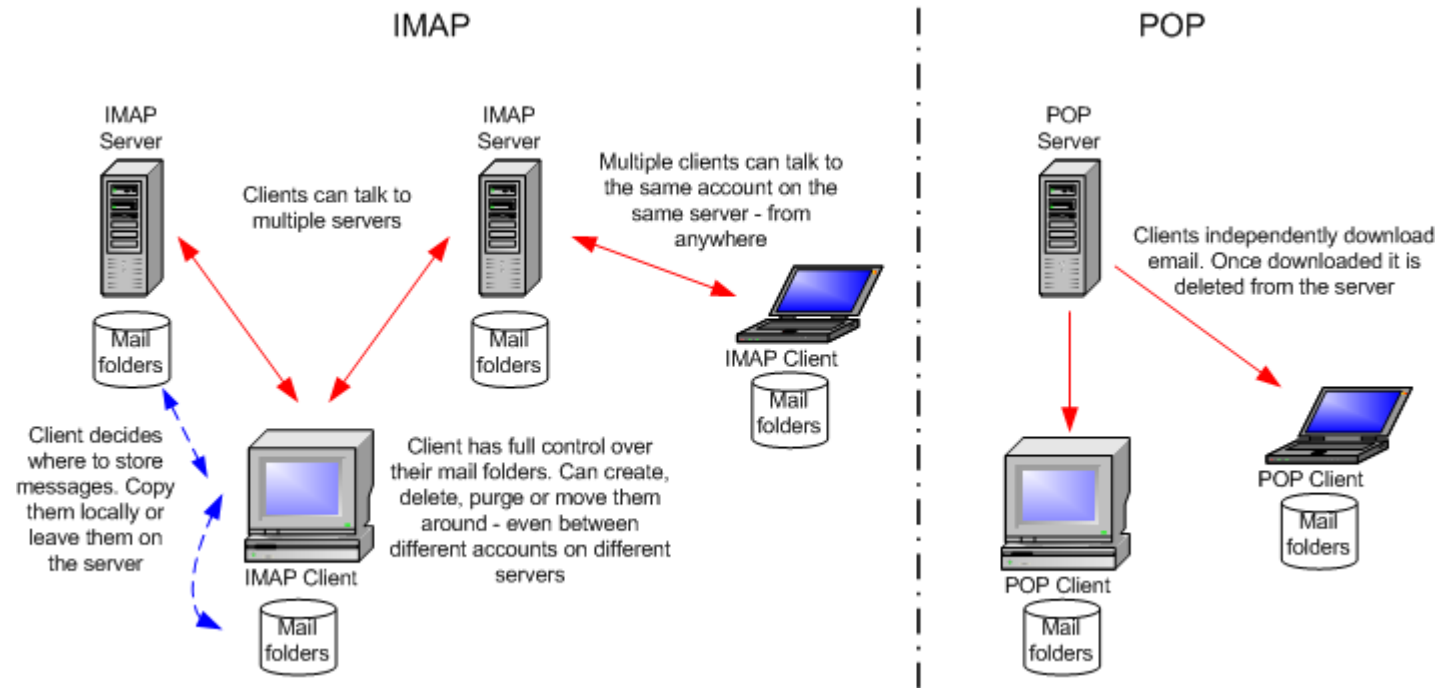 IMAP
POP
IMAP
Server
Mail
folders
Clients can talk to
multiple servers
IMAP
Server
Multiple clients can talk to
the same account on the
same server - from
anywhere
IMAP Client
Mail
folders
Client decides
where to store
messages. Copy
them locally or
leave them on
the server
IMAP Client
Mail
folders
Client has full control over
their mail folders. Can create,
delete, purge or move them
around - even between
different accounts on different
servers
Mail
folders
POP
Server
Clients independently download
email. Once downloaded it is
deleted from the server
POP Client
Mail
folders
POP Client
Mail
folders